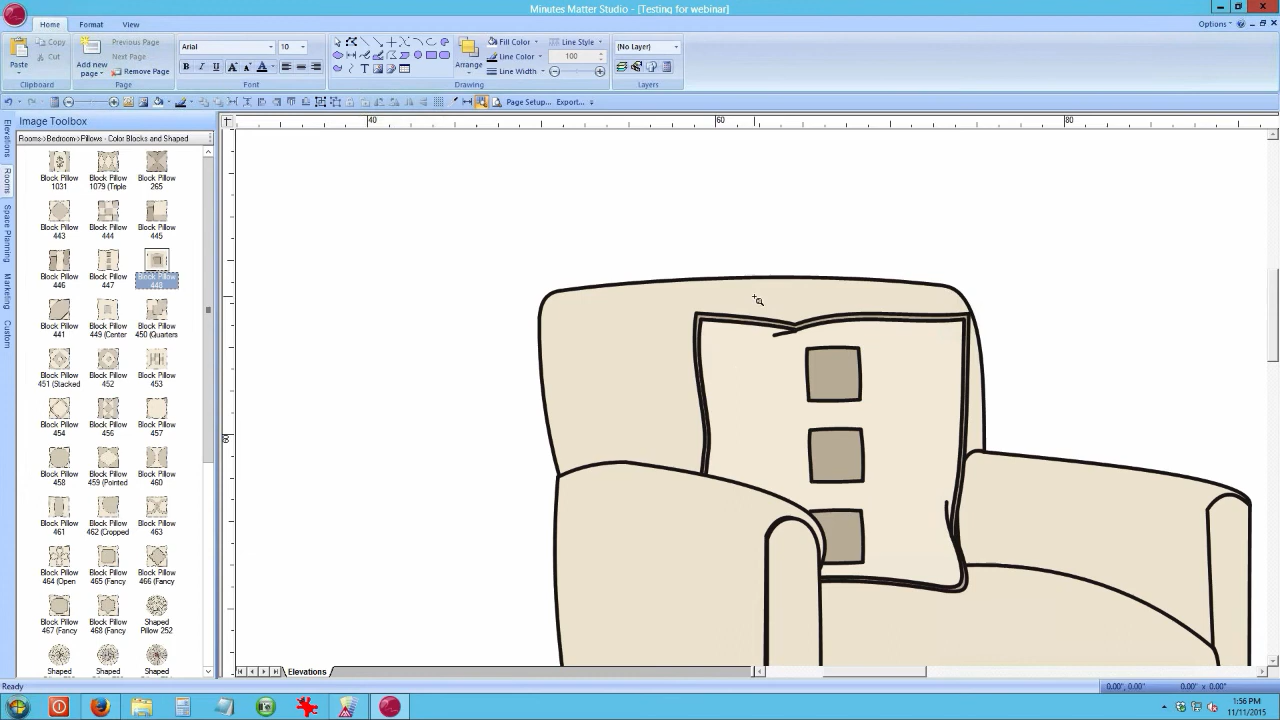 Minutes Matter Studio - [Testing for webinar]
Home Format View
Options
Paste
Copy
Cut
Clipboard
Add new page
Previous Page
Next Page
Remove Page
Page
Arial 10
B I U A A A
Font
Arrange
Fill Color
Line Color
Line Width
Line Style
100
Drawing
(No Layer)
Layers
Page Setup... Export...
Image Toolbox
Rooms->Bedroom->Pillows - Color Blocks and Shaped
Elevations
Rooms
Space Planning
Marketing
Custom
Block Pillow 1031
Block Pillow 1079 (Triple
Block Pillow 265
Block Pillow 443
Block Pillow 444
Block Pillow 445
Block Pillow 446
Block Pillow 447
Block Pillow 448
Block Pillow 441
Block Pillow 449 (Center
Block Pillow 450 (Quarters
Block Pillow 451 (Stacked
Block Pillow 452
Block Pillow 453
Block Pillow 454
Block Pillow 456
Block Pillow 457
Block Pillow 458
Block Pillow 459 (Pointed
Block Pillow 460
Block Pillow 461
Block Pillow 462 (Cropped
Block Pillow 463
Block Pillow 464 (Open
Block Pillow 465 (Fancy
Block Pillow 466 (Fancy
Block Pillow 467 (Fancy
Block Pillow 468 (Fancy
Shaped Pillow 252
Shaped
Shaped
Shaped
40 60 80
60
Elevations
Ready
0.00", 0.00" 0.00" x 0.00"
1:56 PM
11/11/2015